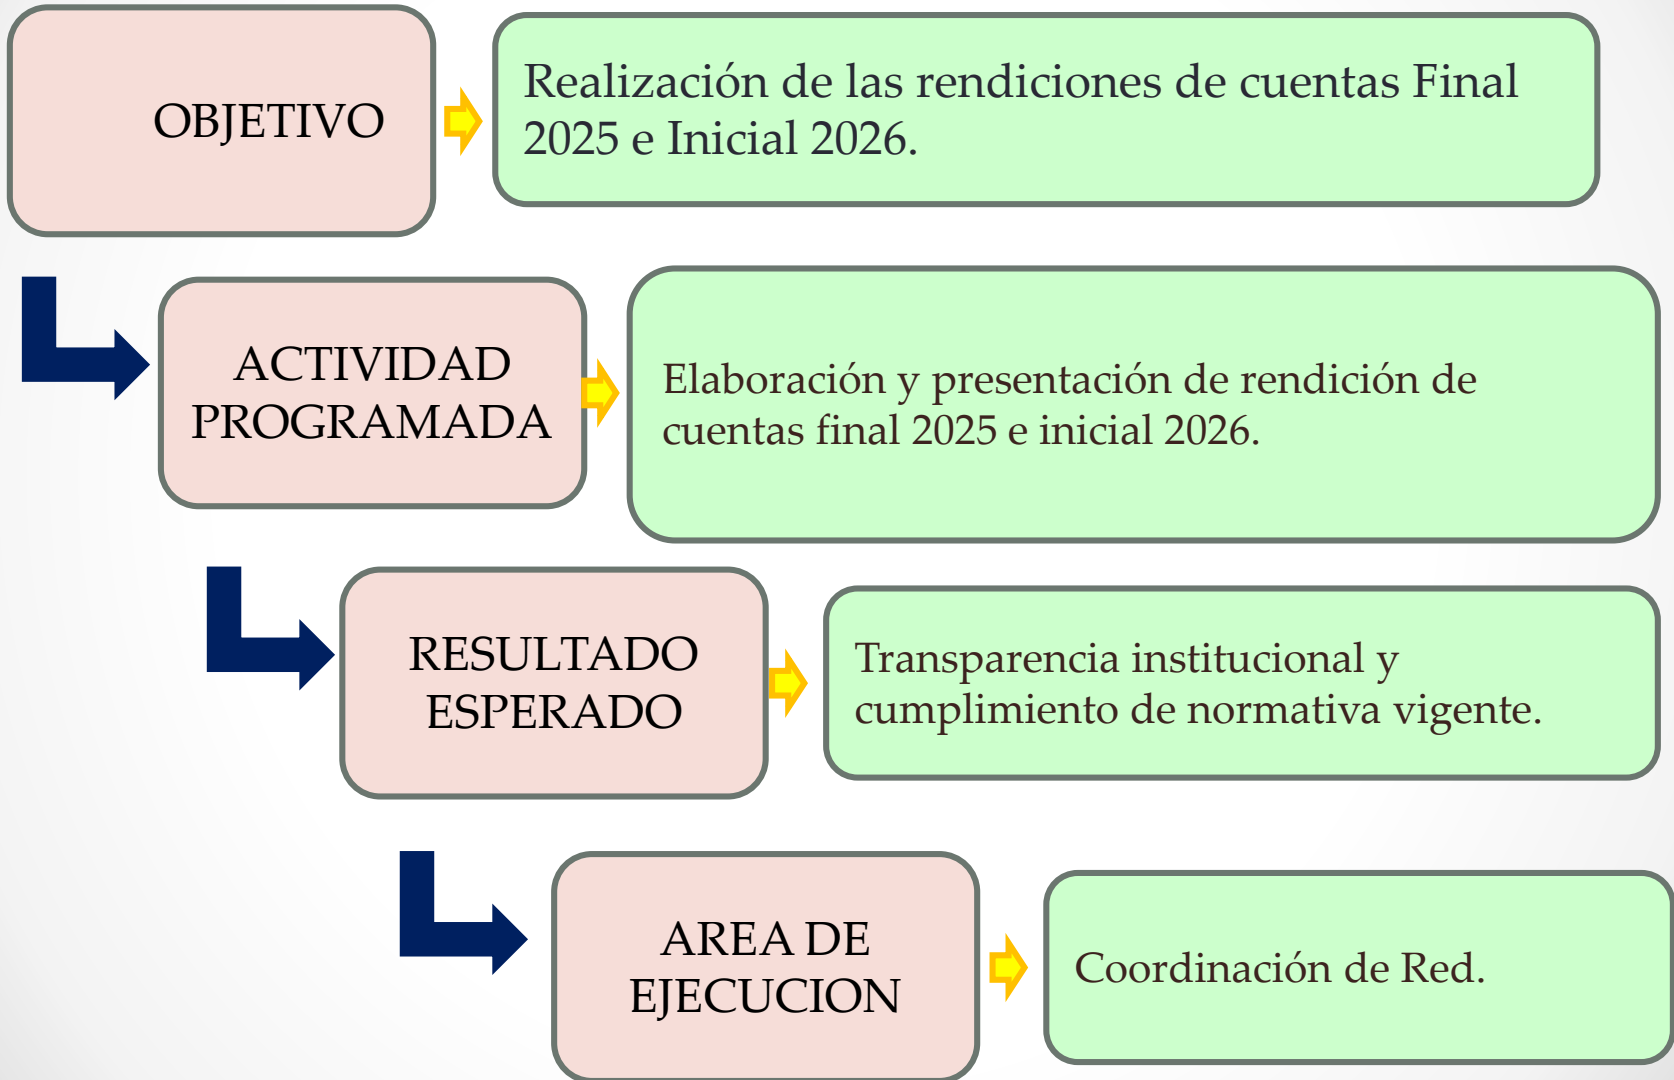 OBJETIVO
Realización de las rendiciones de cuentas Final
2025 e Inicial 2026.
ACTIVIDAD
PROGRAMADA
Elaboración y presentación de rendición de
cuentas final 2025 e inicial 2026.
RESULTADO
ESPERADO
Transparencia institucional y
cumplimiento de normativa vigente.
AREA DE
EJECUCION
Coordinación de Red.